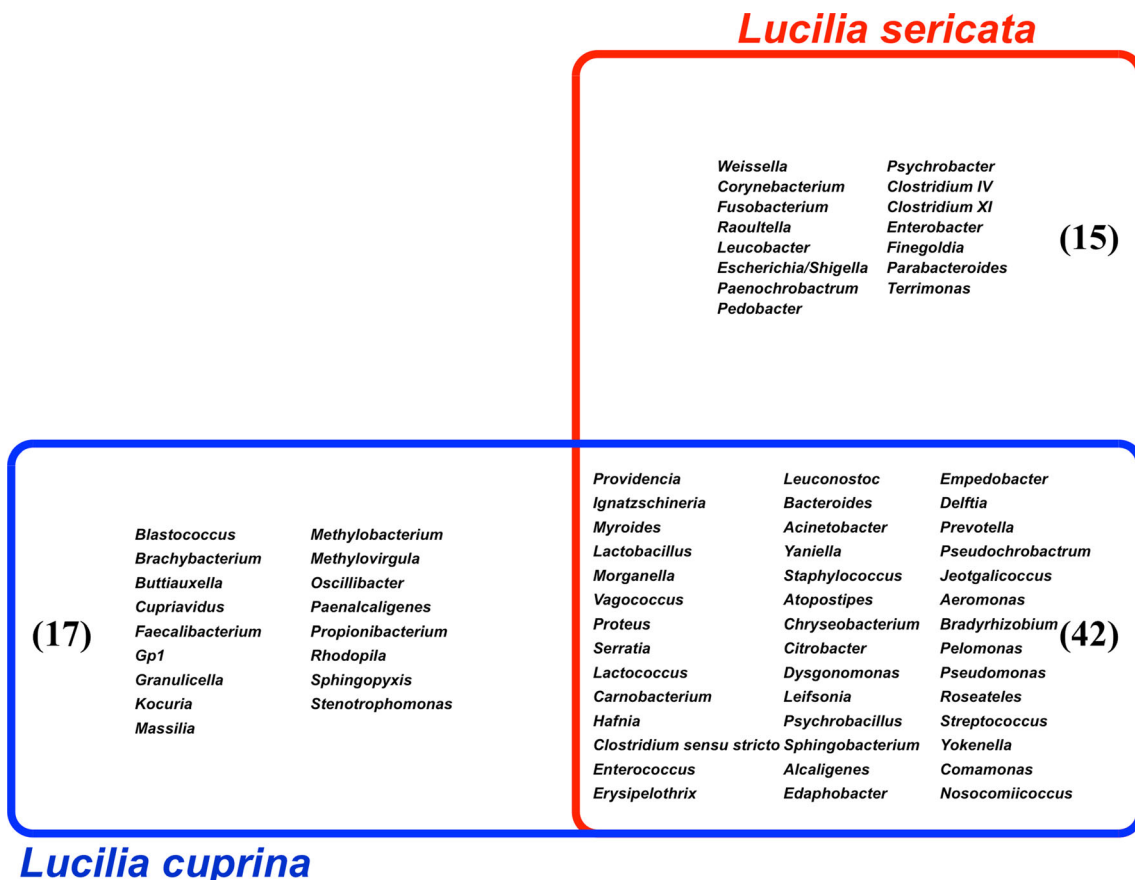 Lucilia sericata
Weissella Psychrobacter
Corynebacterium Clostridium IV
Fusobacterium Clostridium XI
Raoultella Enterobacter
(15)
Leucobacter Finegoldia
Escherichia/Shigella Parabacteroides
Paenochrobactrum Terrimonas
Pedobacter
Blastococcus Methylobacterium
Brachybacterium Methylovirgula
Buttiauxella Oscillibacter
Cupriavidus Paenalcaligenes
Faecalibacterium Propionibacterium
(17)
Gp1 Rhodopila
Granulicella Sphingopyxis
Kocuria Stenotrophomonas
Massilia
Providencia Leuconostoc Empedobacter
Ignatzschineria Bacteroides Delftia
Myroides Acinetobacter Prevotella
Lactobacillus Yaniella Pseudochrobactrum
Morganella Staphylococcus Jeotgalicoccus
Vagococcus Atopostipes Aeromonas
Proteus Chryseobacterium Bradyrhizobium
(42)
Serratia Citrobacter Pelomonas
Lactococcus Dysgonomonas Pseudomonas
Carnobacterium Leifsonia Roseateles
Hafnia Psychrobacillus Streptococcus
Clostridium sensu stricto Sphingobacterium Yokenella
Enterococcus Alcaligenes Comamonas
Erysipelothrix Edaphobacter Nosocomiicoccus
Lucilia cuprina